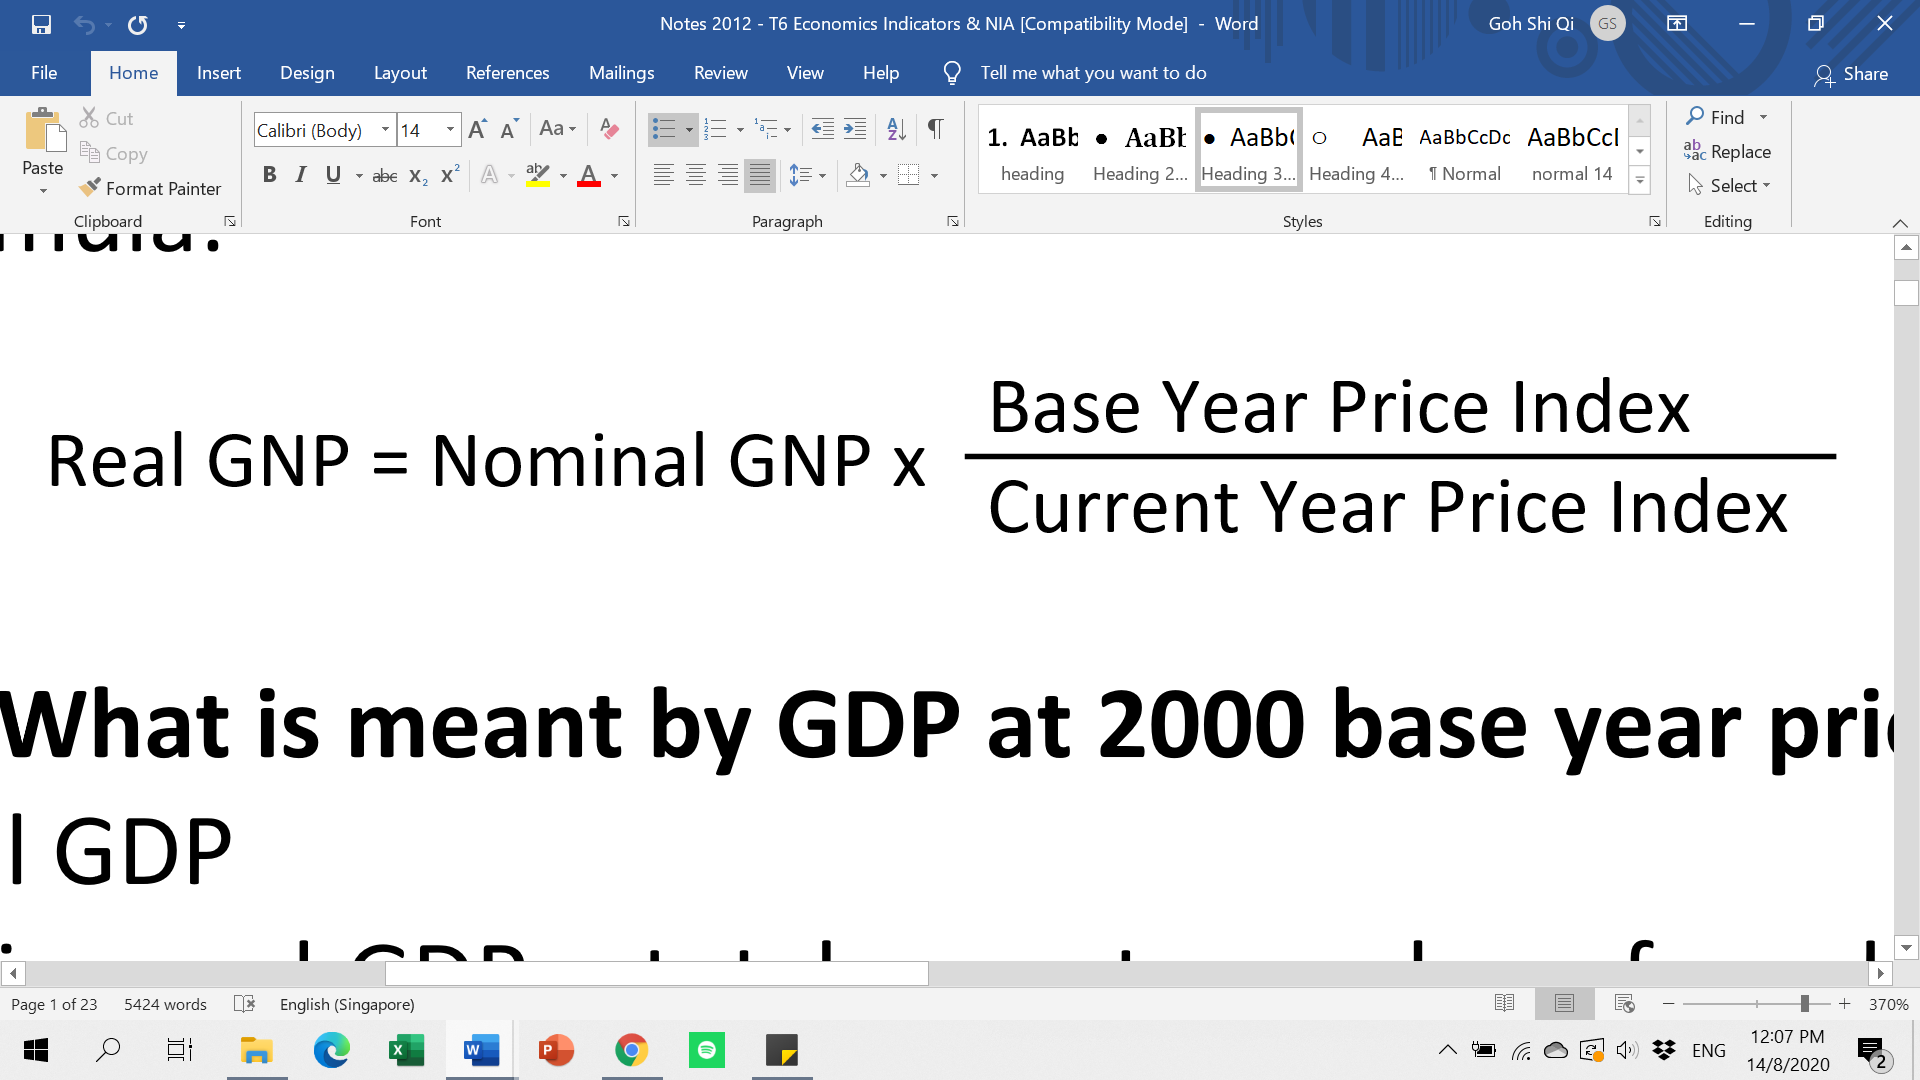 Notes 2012 - T6 Economics Indicators & NIA [Compatibility Mode] - Word
Goh Shi Qi GS
File Home Insert Design Layout References Mailings Review View Help Tell me what you want to do Share
Paste
Cut
Copy
Format Painter
Clipboard
Calibri (Body) 14
Font
Paragraph
1. AaBb AaBb AaBb( AaB AaBbCcDc AaBbCcI
heading Heading 2... Heading 3... Heading 4... ¶ Normal normal 14
Styles
Find
Replace
Select
Editing
Real GNP = Nominal GNP x
Base Year Price Index
Current Year Price Index
What is meant by GDP at 2000 base year
l GDP
Page 1 of 23 5424 words English (Singapore) 370%
ENG
12:07 PM
14/8/2020
2